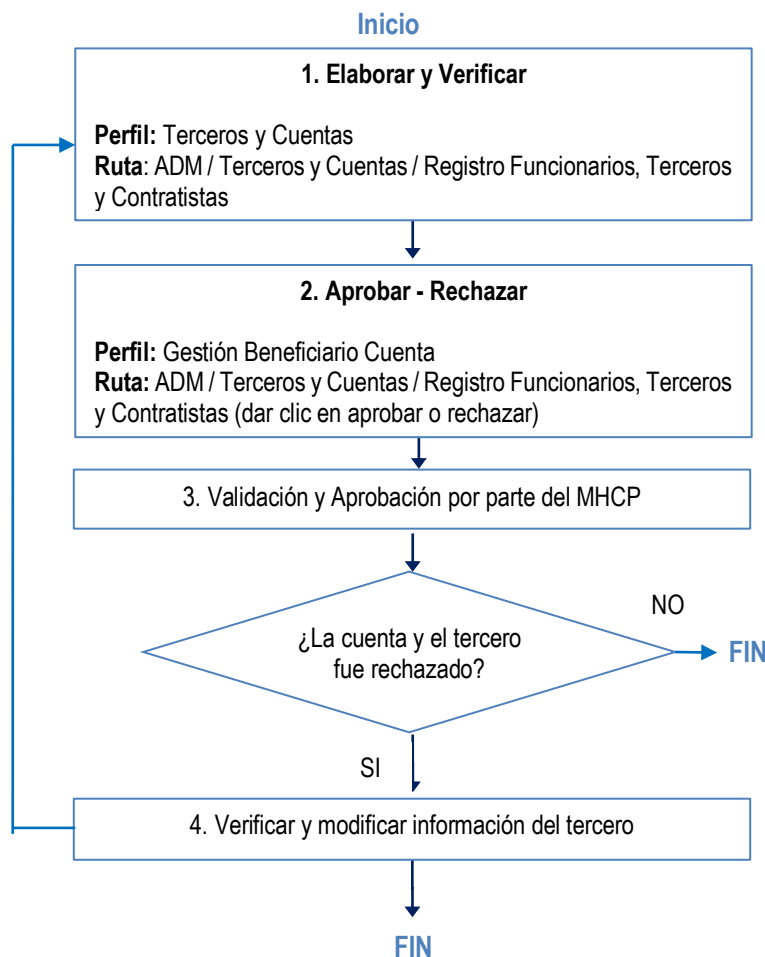 Inicio
1. Elaborar y Verificar
Perfil: Terceros y Cuentas
Ruta: ADM / Terceros y Cuentas / Registro Funcionarios, Terceros
y Contratistas
2. Aprobar - Rechazar
Perfil: Gestión Beneficiario Cuenta
Ruta: ADM / Terceros y Cuentas / Registro Funcionarios, Terceros
y Contratistas (dar clic en aprobar o rechazar)
3. Validación y Aprobación por parte del MHCP
NO
¿La cuenta y el tercero
fue rechazado?
FIN
SI
4. Verificar y modificar información del tercero
FIN